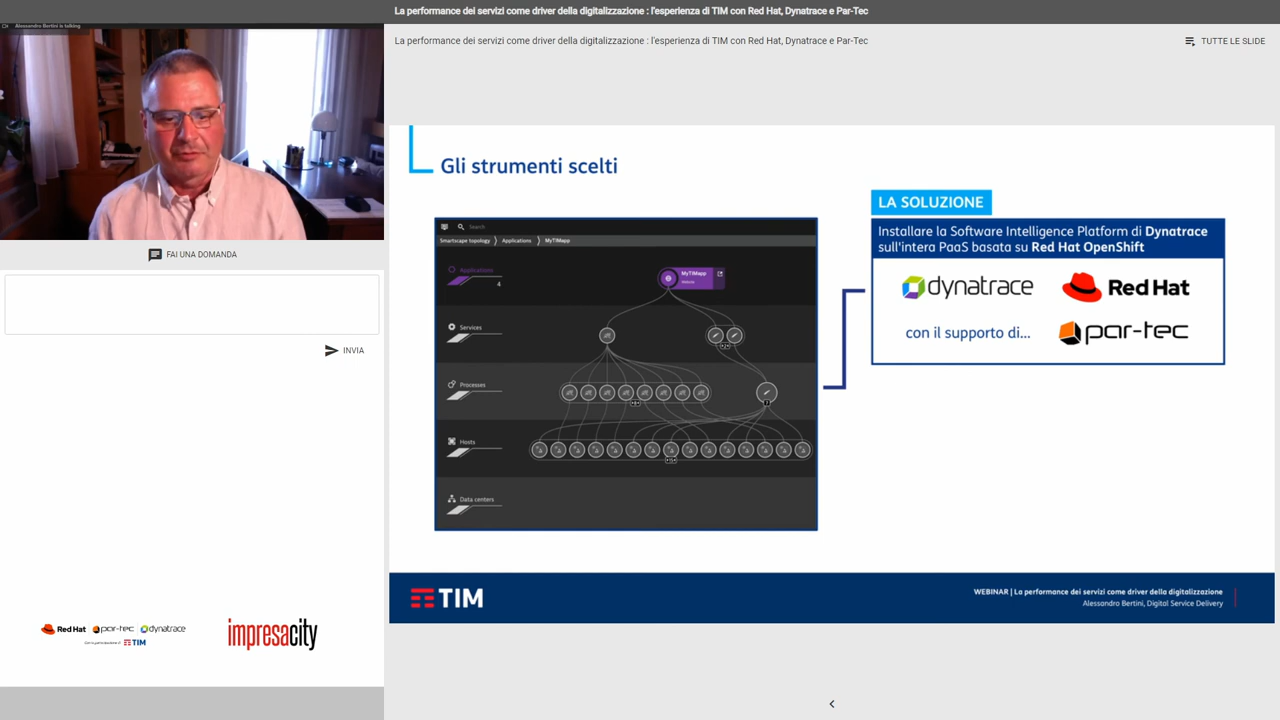 Alessandro Bertini is talking
La performance dei servizi come driver della digitalizzazione : l'esperienza di TIM con Red Hat, Dynatrace e Par-Tec
La performance dei servizi come driver della digitalizzazione : l'esperienza di TIM con Red Hat, Dynatrace e Par-Tec
TUTTE LE SLIDE
FAI UNA DOMANDA
INVIA
Red Hat par-tec dynatrace
TIM
impresacity
Gli strumenti scelti
Search
Smartscape topology Applications MyTIMapp
Applications
4
MyTIMapp
Website
Services
Processes
Hosts
Data centers
LA SOLUZIONE
Installare la Software Intelligence Platform di Dynatrace
sull'intera PaaS basata su Red Hat OpenShift
dynatrace Red Hat
con il supporto di... par-tec
TIM
WEBINAR | La performance dei servizi come driver della digitalizzazione
Alessandro Bertini, Digital Service Delivery